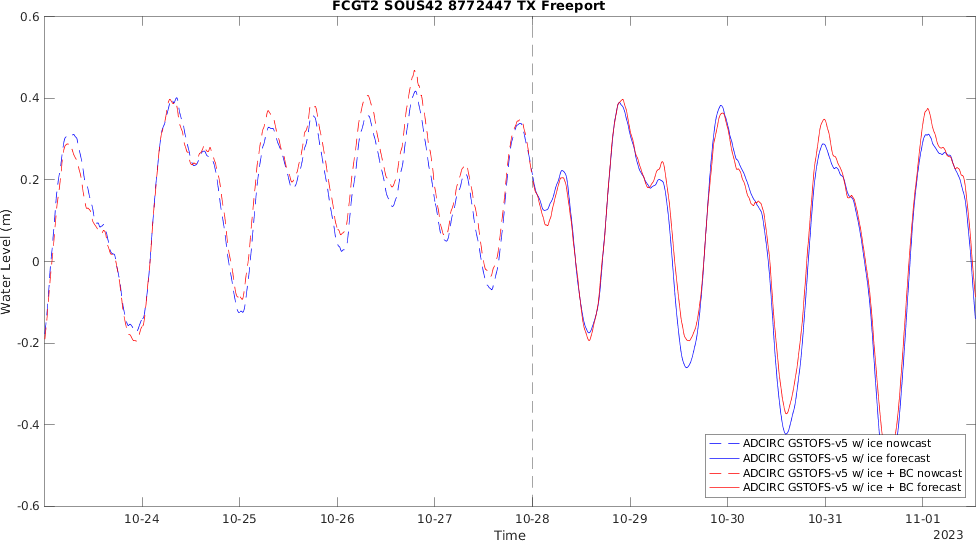 FCGT2 SOUS42 8772447 TX Freeport
0.6
0.4
0.2
0
-0.2
-0.4
-0.6
Water Level (m)
10-24 10-25 10-26 10-27 10-28 10-29 10-30 10-31 11-01
Time
2023
ADCIRC GSTOFS-v5 w/ ice nowcast
ADCIRC GSTOFS-v5 w/ ice forecast
ADCIRC GSTOFS-v5 w/ ice + BC nowcast
ADCIRC GSTOFS-v5 w/ ice + BC forecast